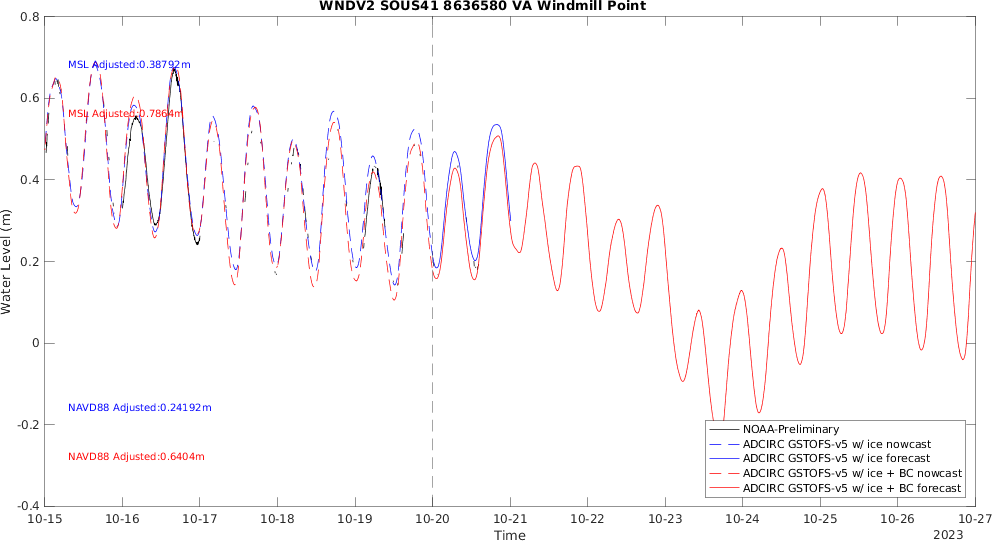 WNDV2 SOUS41 8636580 VA Windmill Point
0.8
0.6
0.4
0.2
0
-0.2
-0.4
Water Level (m)
MSL Adjusted:0.38792m
MSL Adjusted:0.7864m
NAVD88 Adjusted:0.24192m
NAVD88 Adjusted:0.6404m
NOAA-Preliminary
ADCIRC GSTOFS-v5 w/ ice nowcast
ADCIRC GSTOFS-v5 w/ ice forecast
ADCIRC GSTOFS-v5 w/ ice + BC nowcast
ADCIRC GSTOFS-v5 w/ ice + BC forecast
10-15 10-16 10-17 10-18 10-19 10-20 10-21 10-22 10-23 10-24 10-25 10-26 10-27
Time
2023